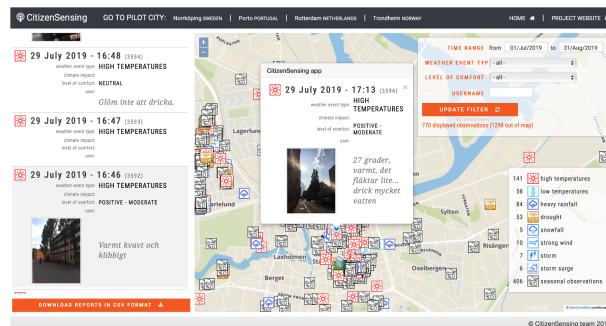 CitizenSensing GO TO PILOT CITY: Norrköping SWEDEN | Porto PORTUGAL | Rotterdam NETHERLANDS | Trondheim NORWAY HOME | PROJECT WEBSITE
29 July 2019 - 16:48 (3594)
weather event type: HIGH TEMPERATURES
climate impact:
level of comfort: NEUTRAL
user:
Glöm inte att dricka.
29 July 2019 - 16:47 (3593)
weather event type: HIGH TEMPERATURES
climate impact:
level of comfort:
user:
29 July 2019 - 16:46 (3592)
weather event type: HIGH TEMPERATURES
climate impact:
level of comfort: POSITIVE - MODERATE
user:
Varmt kvavt och
klibbigt
DOWNLOAD REPORTS IN CSV FORMAT
+
-
CitizenSensing app
×
29 July 2019 - 17:13 (3596)
weather event type: HIGH
TEMPERATURES
climate impact:
level of comfort: POSITIVE -
MODERATE
user:
27 grader,
varmt, det
fläktar lite...
drick mycket
vatten
TIME RANGE from 01/Jul/2019 to 31/Aug/2019
WEATHER EVENT TYP - all -
LEVEL OF COMFORT - all -
USERNAME
UPDATE FILTER
770 displayed observations (1298 out of map)
Lagerlun
arielund
Laxholmen
Berget
Sylten
Oxelbergen
Risänger
141 high temperatures
58 low temperatures
84 heavy rainfall
53 drought
5 snowfall
10 strong wind
7 storm
6 storm surge
406 seasonal observations
© CitizenSensing team 201